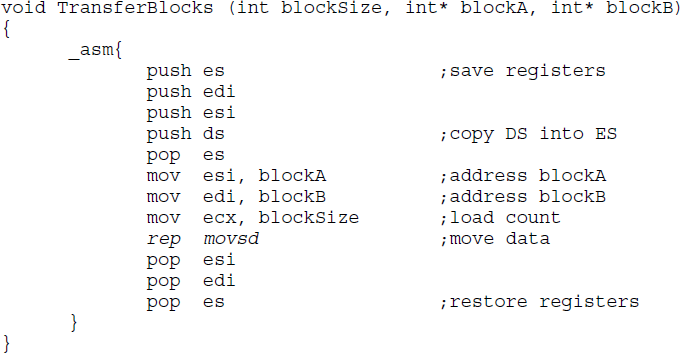 void TransferBlocks (int blockSize, int* blockA, int* blockB)
{
_asm{
push es ;save registers
push edi
push esi
push ds ;copy DS into ES
pop es
mov esi, blockA ;address blockA
mov edi, blockB ;address blockB
mov ecx, blockSize ;load count
rep movsd ;move data
pop esi
pop edi
pop es ;restore registers
}
}